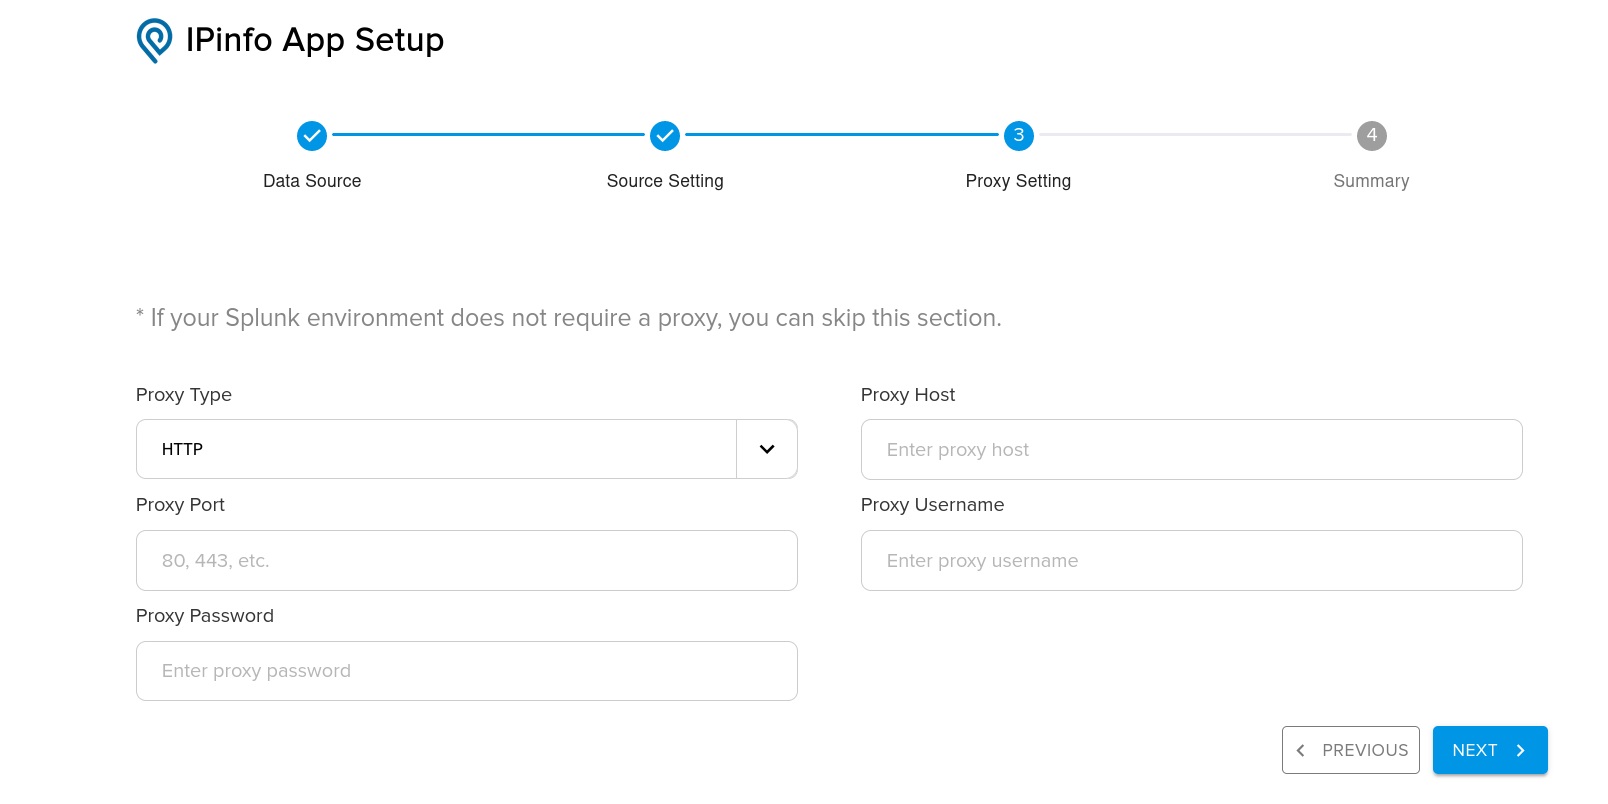 IPinfo App Setup
3
4
Data Source
Source Setting
Proxy Setting
Summary
* If your Splunk environment does not require a proxy, you can skip this section.
Proxy Type
Proxy Host
HTTP
Enter proxy host
Proxy Port
Proxy Username
80, 443, etc.
Enter proxy username
Proxy Password
Enter proxy password
PREVIOUS
NEXT